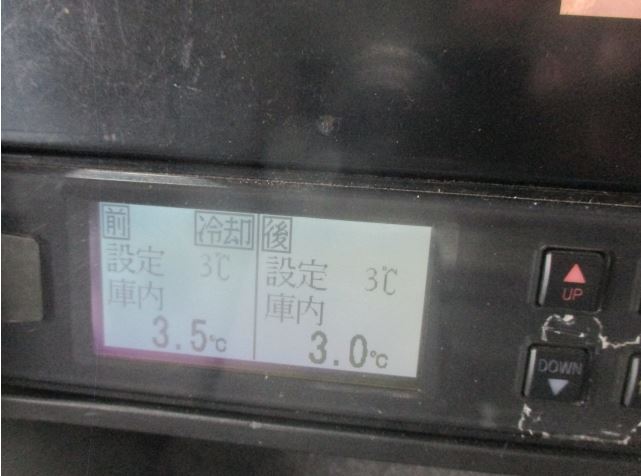 前 冷却
設定 3℃
庫内
3.5℃
後
設定 3℃
庫内
3.0℃
UP
DOWN